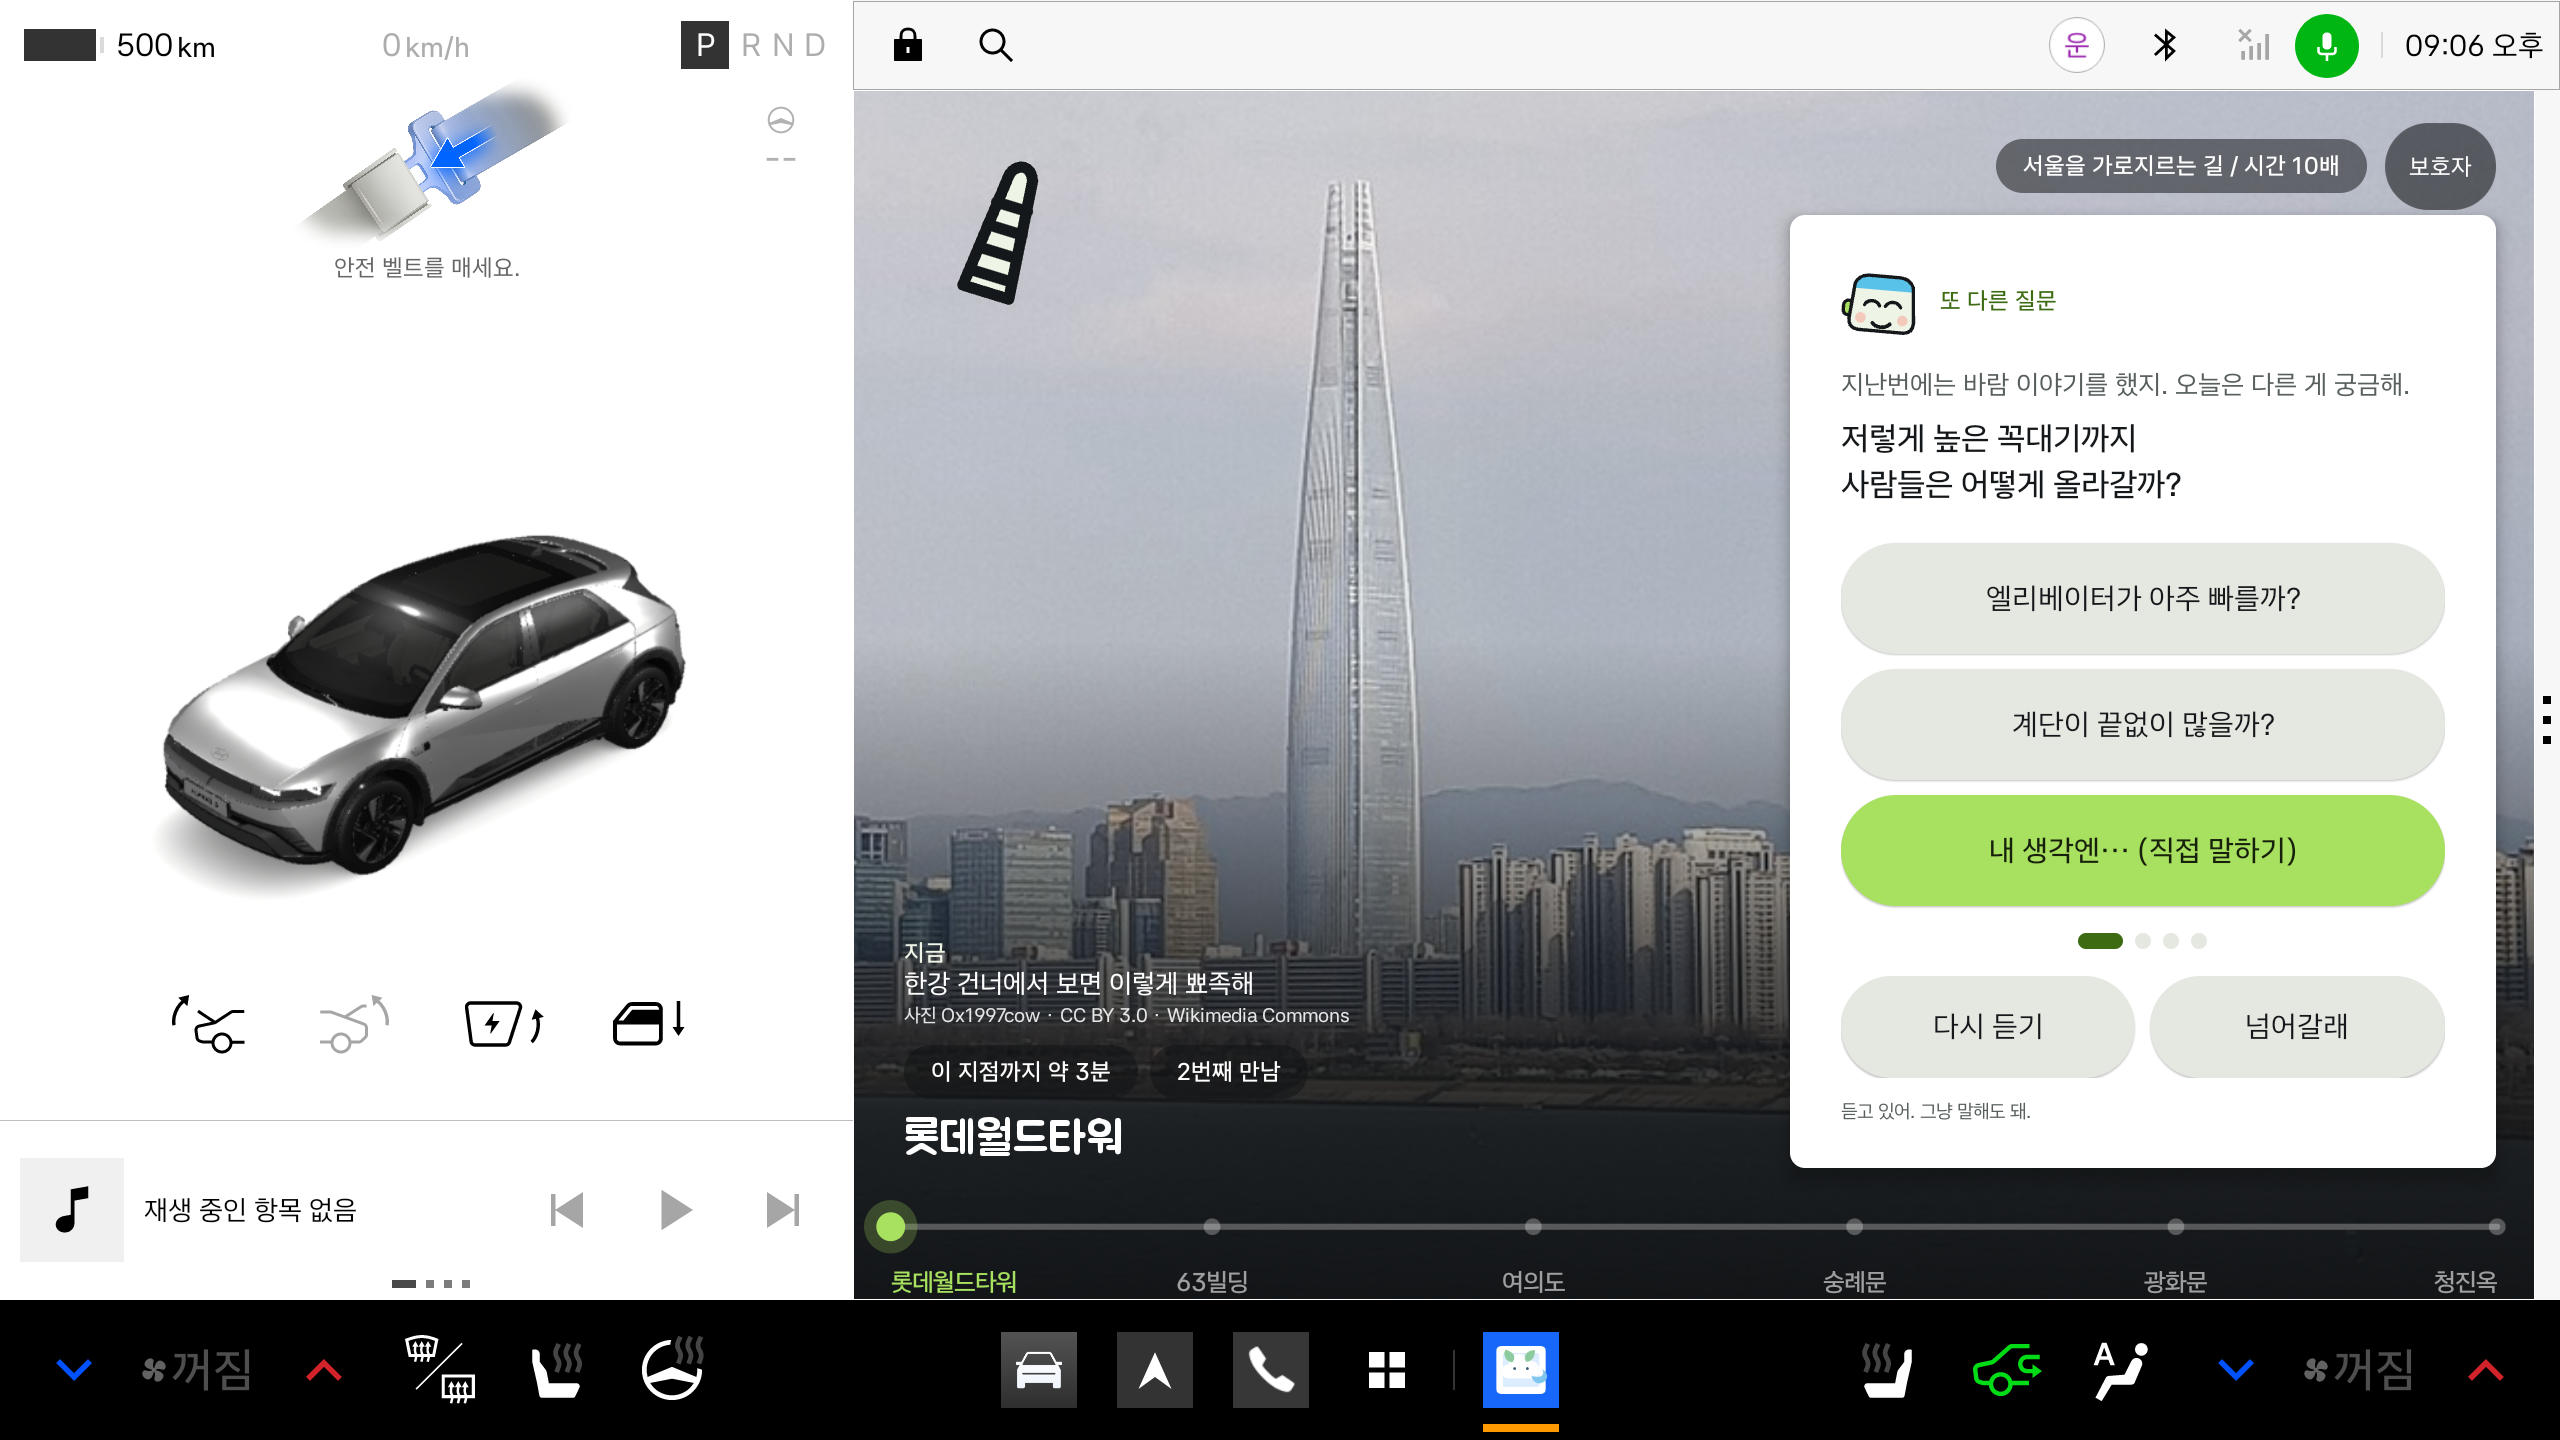 500 km
0 km/h
P R N D
운
09:06 오후
안전 벨트를 매세요.
재생 중인 항목 없음
서울을 가로지르는 길 / 시간 10배
보호자
또 다른 질문
지난번에는 바람 이야기를 했지. 오늘은 다른 게 궁금해.
저렇게 높은 꼭대기까지
사람들은 어떻게 올라갈까?
엘리베이터가 아주 빠를까?
계단이 끝없이 많을까?
내 생각엔… (직접 말하기)
다시 듣기
넘어갈래
듣고 있어. 그냥 말해도 돼.
지금
한강 건너에서 보면 이렇게 뾰족해
사진 Ox1997cow · CC BY 3.0 · Wikimedia Commons
이 지점까지 약 3분
2번째 만남
롯데월드타워
롯데월드타워
63빌딩
여의도
숭례문
광화문
청진옥
꺼짐
A
꺼짐